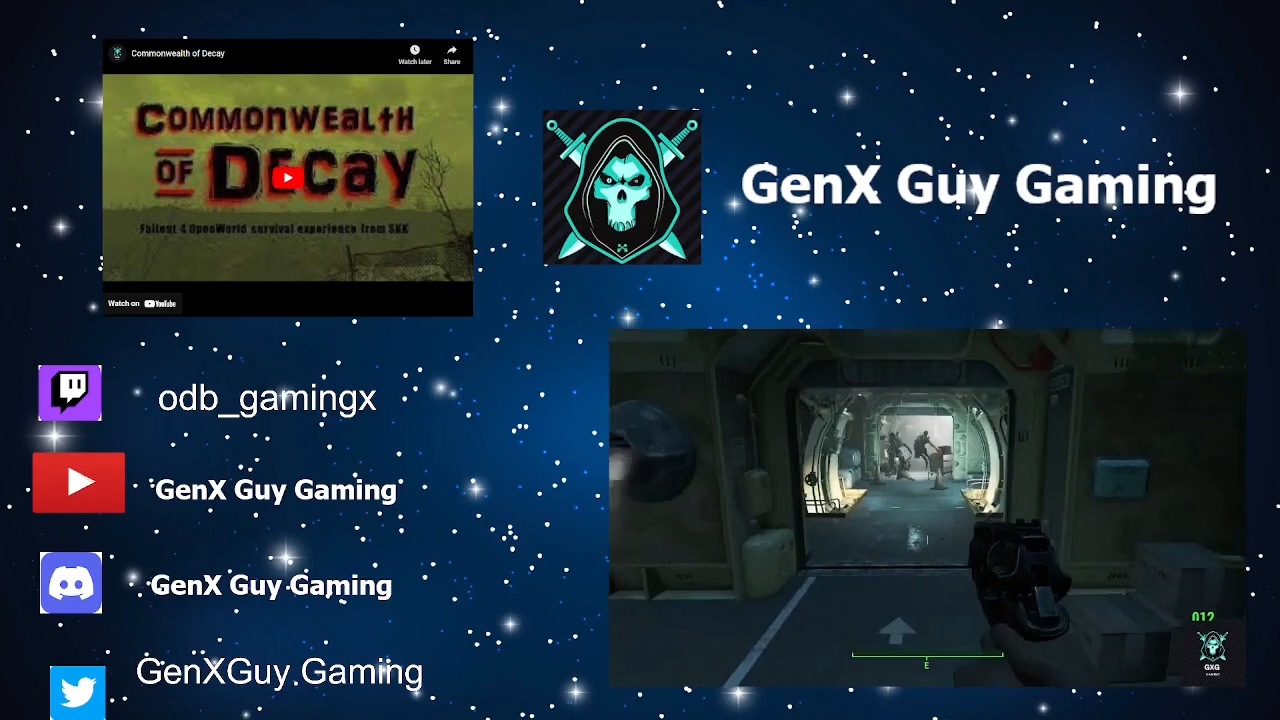 Commonwealth of Decay
Watch later
Share
COMMONWEALTH
OF DECAY
Fallout 4 OpenWorld survival experience from SKK
Watch on YouTube
GenX Guy Gaming
odb_gamingx
GenX Guy Gaming
GenX Guy Gaming
GenXGuy.Gaming
012
E
GXG
GAMING